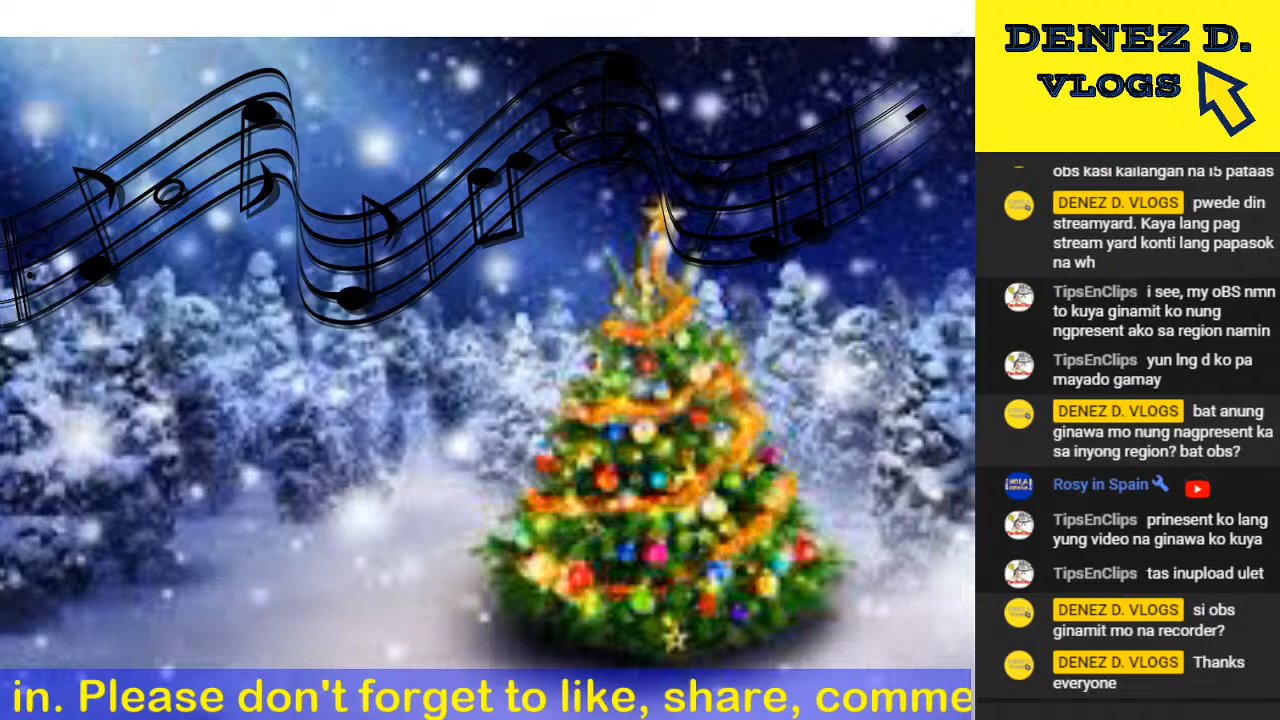 DENEZ D.
VLOGS
obs kasi kailangan na i5 pataas
DENEZ D. VLOGS pwede din
streamyard. Kaya lang pag
stream yard konti lang papasok
na wh
TipsEnClips i see, my oBS nmn
to kuya ginamit ko nung
ngpresent ako sa region namin
TipsEnClips yun lng d ko pa
mayado gamay
DENEZ D. VLOGS bat anung
ginawa mo nung nagpresent ka
sa inyong region? bat obs?
Rosy in Spain
TipsEnClips prinesent ko lang
yung video na ginawa ko kuya
TipsEnClips tas inupload ulet
DENEZ D. VLOGS si obs
ginamit mo na recorder?
DENEZ D. VLOGS Thanks
everyone
in. Please don't forget to like, share, comme